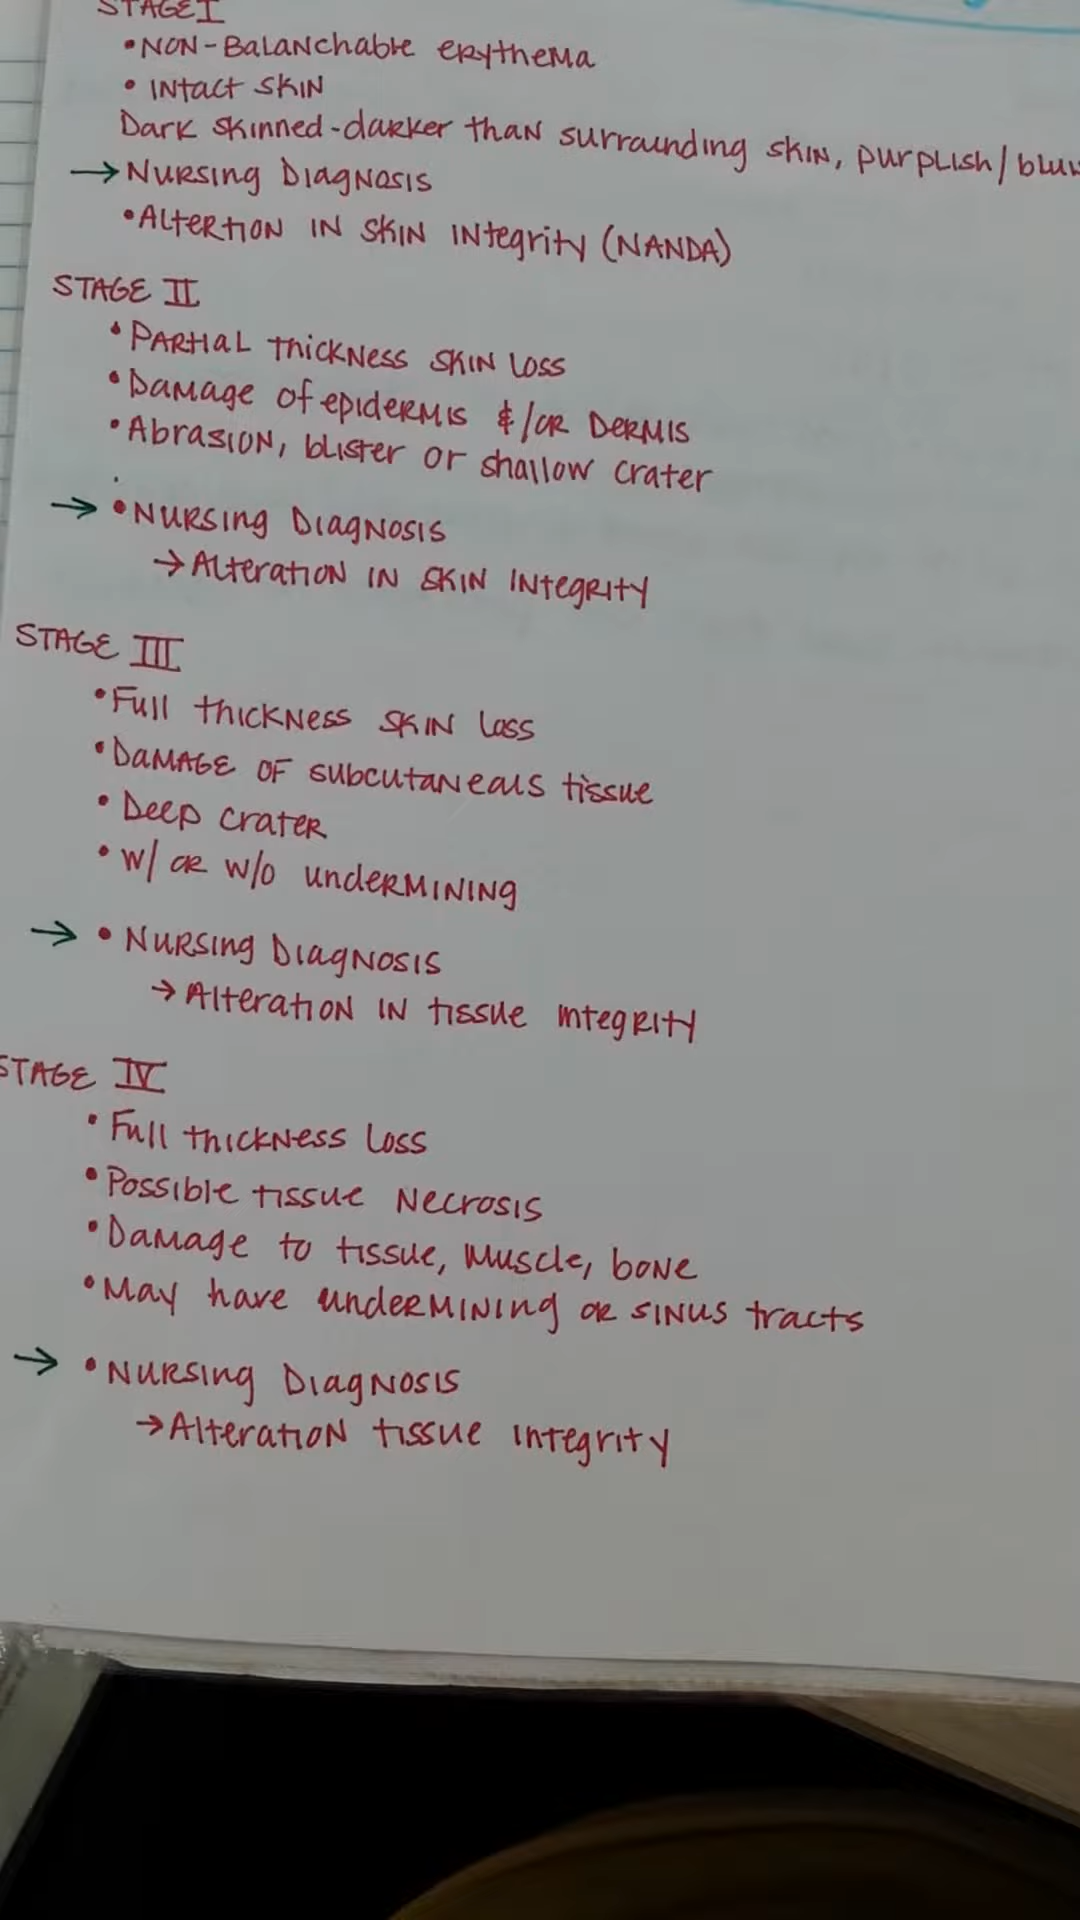 STAGE I
•NON-Balanchable erythema
• Intact skin
Dark skinned-darker than surrounding skin, purplish/
→ Nursing Diagnosis
•Altertion in skin integrity (NANDA)
STAGE II
•Partial thickness skin loss
•Damage of epidermis &/or Dermis
•Abrasion, blister or shallow crater
→ •Nursing Diagnosis
→ Alteration in skin integrity
STAGE III
•Full thickness skin loss
•Damage of subcutaneous tissue
• Deep crater
• w/ or w/o undermining
→ • Nursing Diagnosis
→ Alteration in tissue integrity
STAGE IV
• Full thickness loss
•Possible tissue necrosis
•Damage to tissue, muscle, bone
•May have undermining or sinus tracts
→ •Nursing Diagnosis
→Alteration tissue integrity